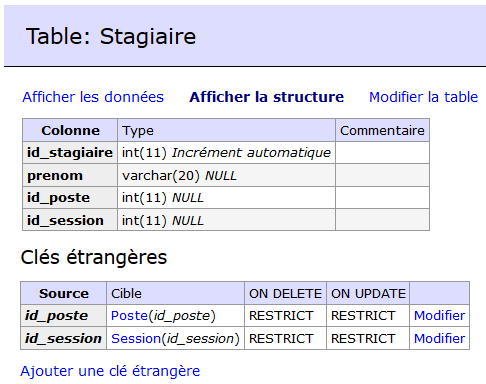 Table: Stagiaire
Afficher les données Afficher la structure Modifier la table
Colonne Type Commentaire
id_stagiaire int(11) Incrément automatique
prenom varchar(20) NULL
id_poste int(11) NULL
id_session int(11) NULL
Clés étrangères
Source Cible ON DELETE ON UPDATE
id_poste Poste(id_poste) RESTRICT RESTRICT Modifier
id_session Session(id_session) RESTRICT RESTRICT Modifier
Ajouter une clé étrangère